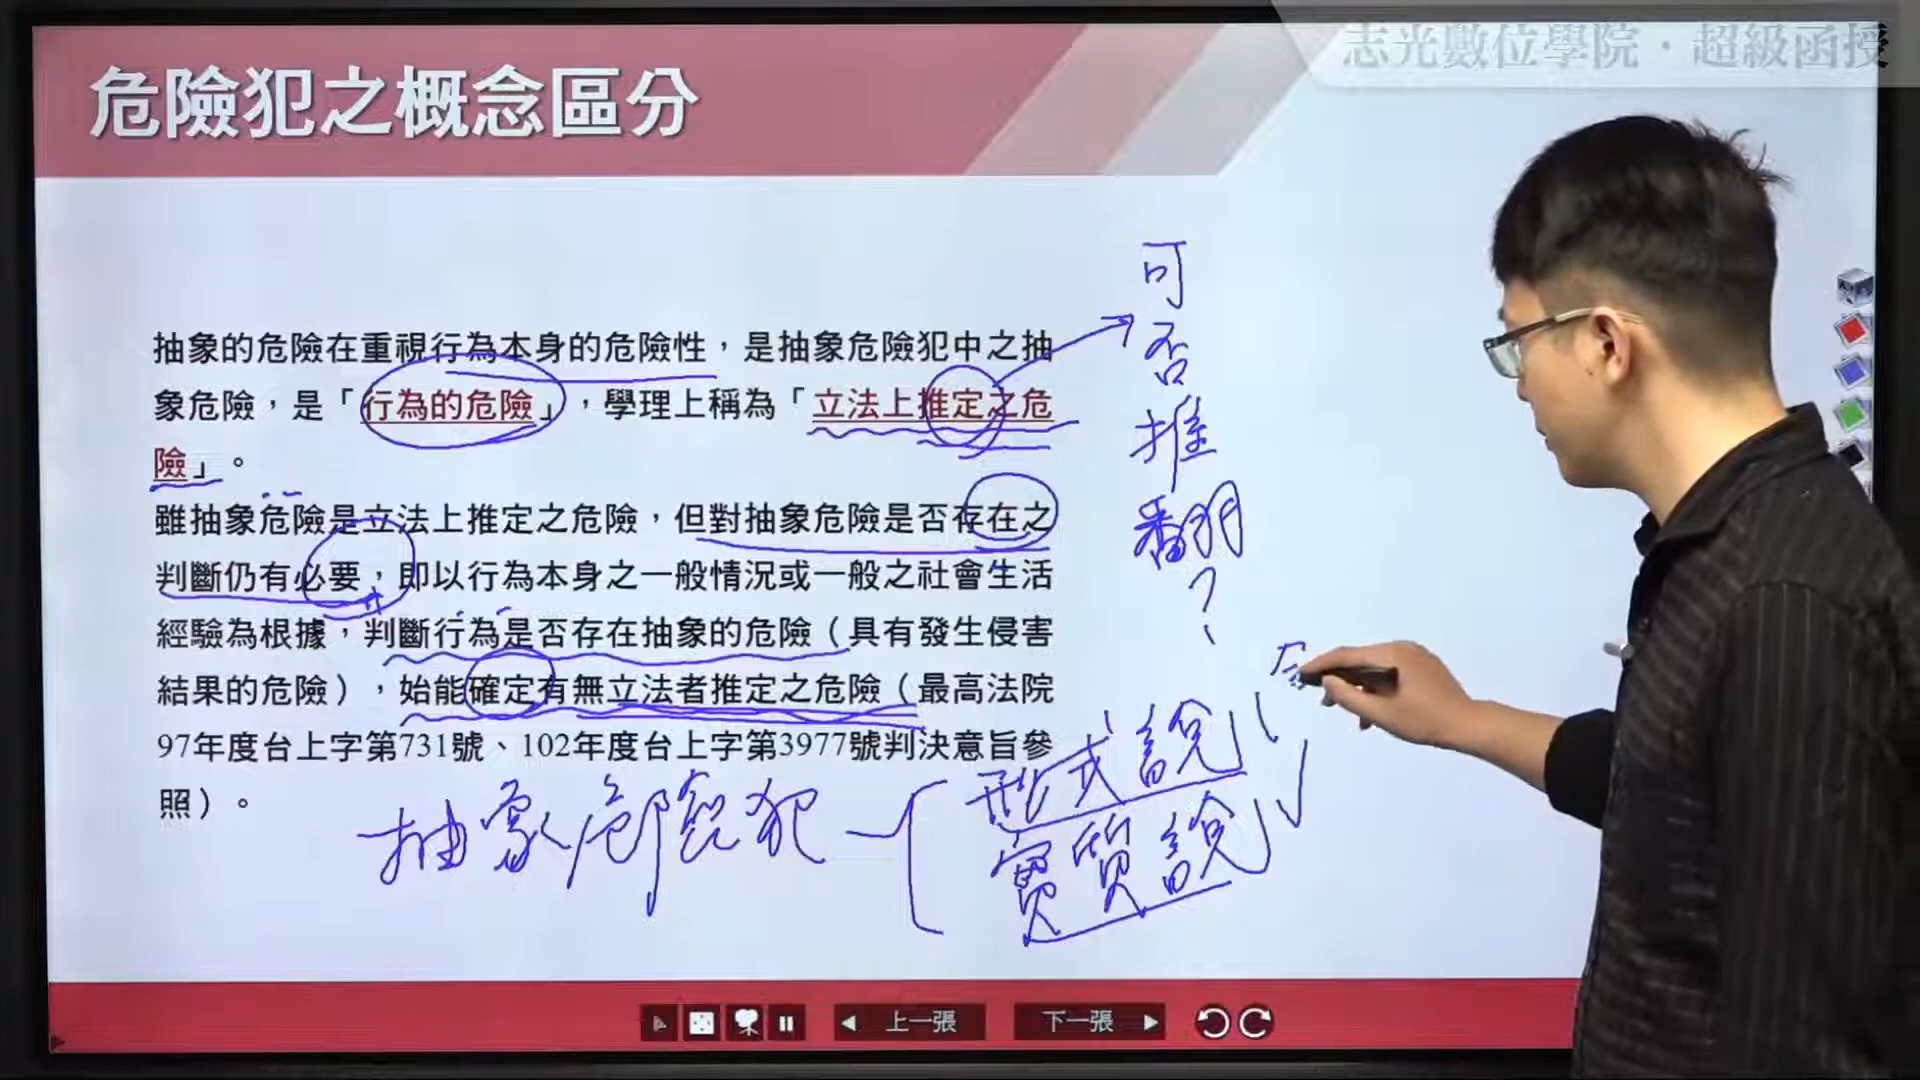 志光數位學院．超級函授
危險犯之概念區分
抽象的危險在重視行為本身的危險性，是抽象危險犯中之抽
象危險，是「行為的危險」，學理上稱為「立法上推定之危
險」。
雖抽象危險是立法上推定之危險，但對抽象危險是否存在之
判斷仍有必要，即以行為本身之一般情況或一般之社會生活
經驗為根據，判斷行為是否存在抽象的危險（具有發生侵害
結果的危險），始能確定有無立法者推定之危險（最高法院
97年度台上字第731號、102年度台上字第3977號判決意旨參
照）。
可否推翻？
抽象危險犯
形式說
實質說
上一張
下一張